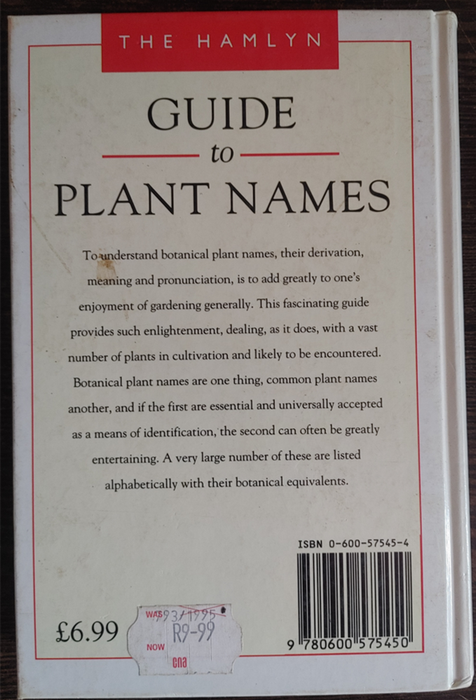 THE HAMLYN
GUIDE
to
PLANT NAMES
To understand botanical plant names, their derivation,
meaning and pronunciation, is to add greatly to one's
enjoyment of gardening generally. This fascinating guide
provides such enlightenment, dealing, as it does, with a vast
number of plants in cultivation and likely to be encountered.
Botanical plant names are one thing, common plant names
another, and if the first are essential and universally accepted
as a means of identification, the second can often be greatly
entertaining. A very large number of these are listed
alphabetically with their botanical equivalents.
ISBN 0-600-57545-4
£6.99
WAS
R9-99
NOW
cna
9 780600 575450